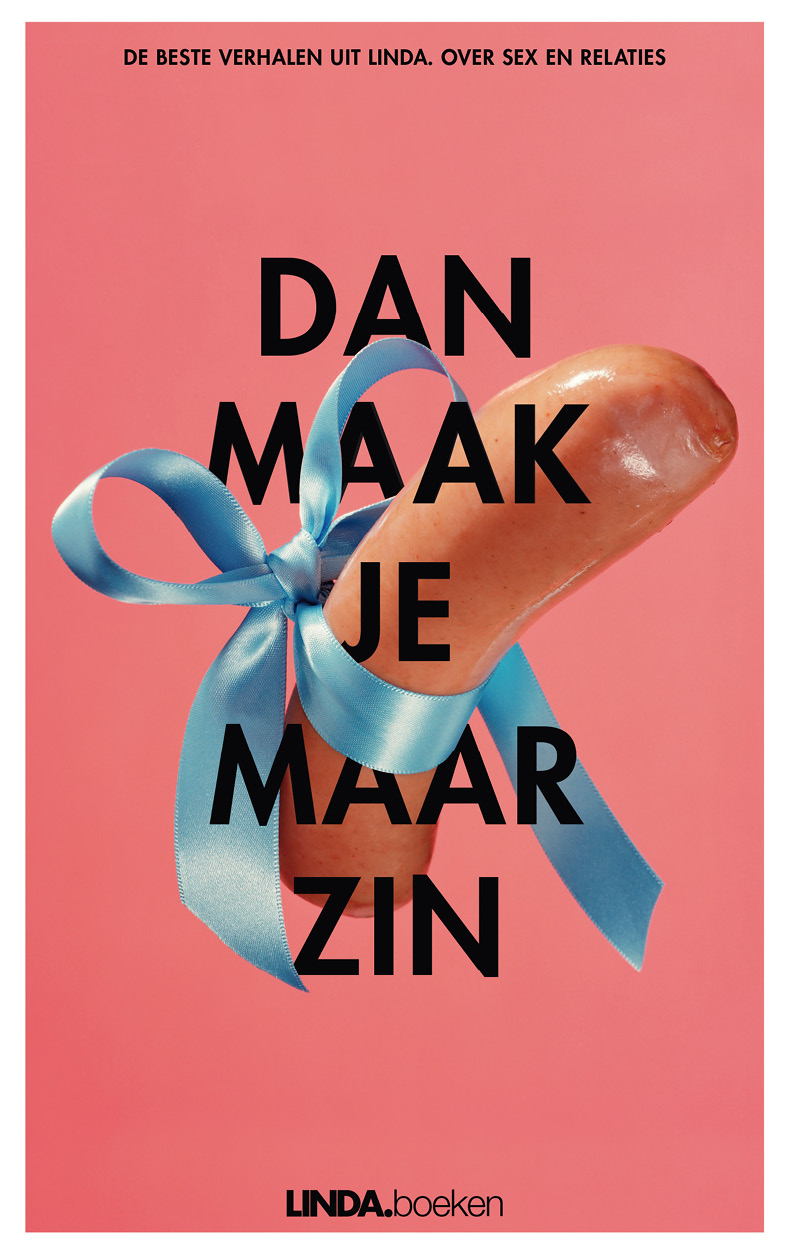 DE BESTE VERHALEN UIT LINDA. OVER SEX EN RELATIES
DAN
MAAK
JE
MAAR
ZIN
LINDA.boeken